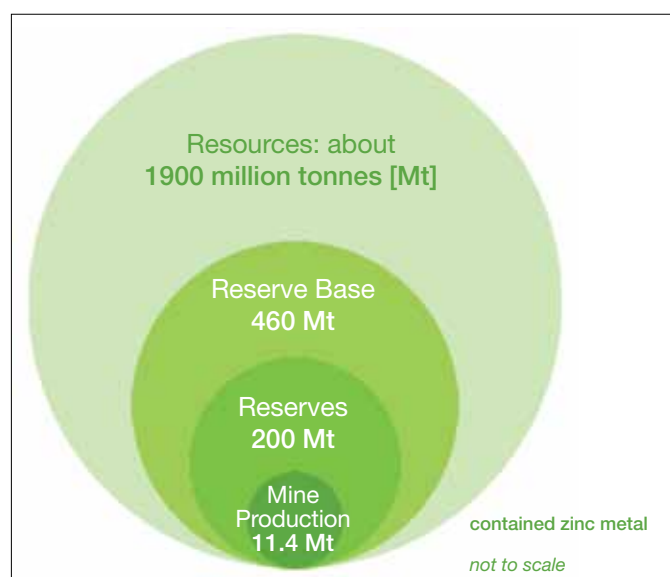 Resources: about
1900 million tonnes [Mt]
Reserve Base
460 Mt
Reserves
200 Mt
Mine
Production
11.4 Mt
contained zinc metal
not to scale